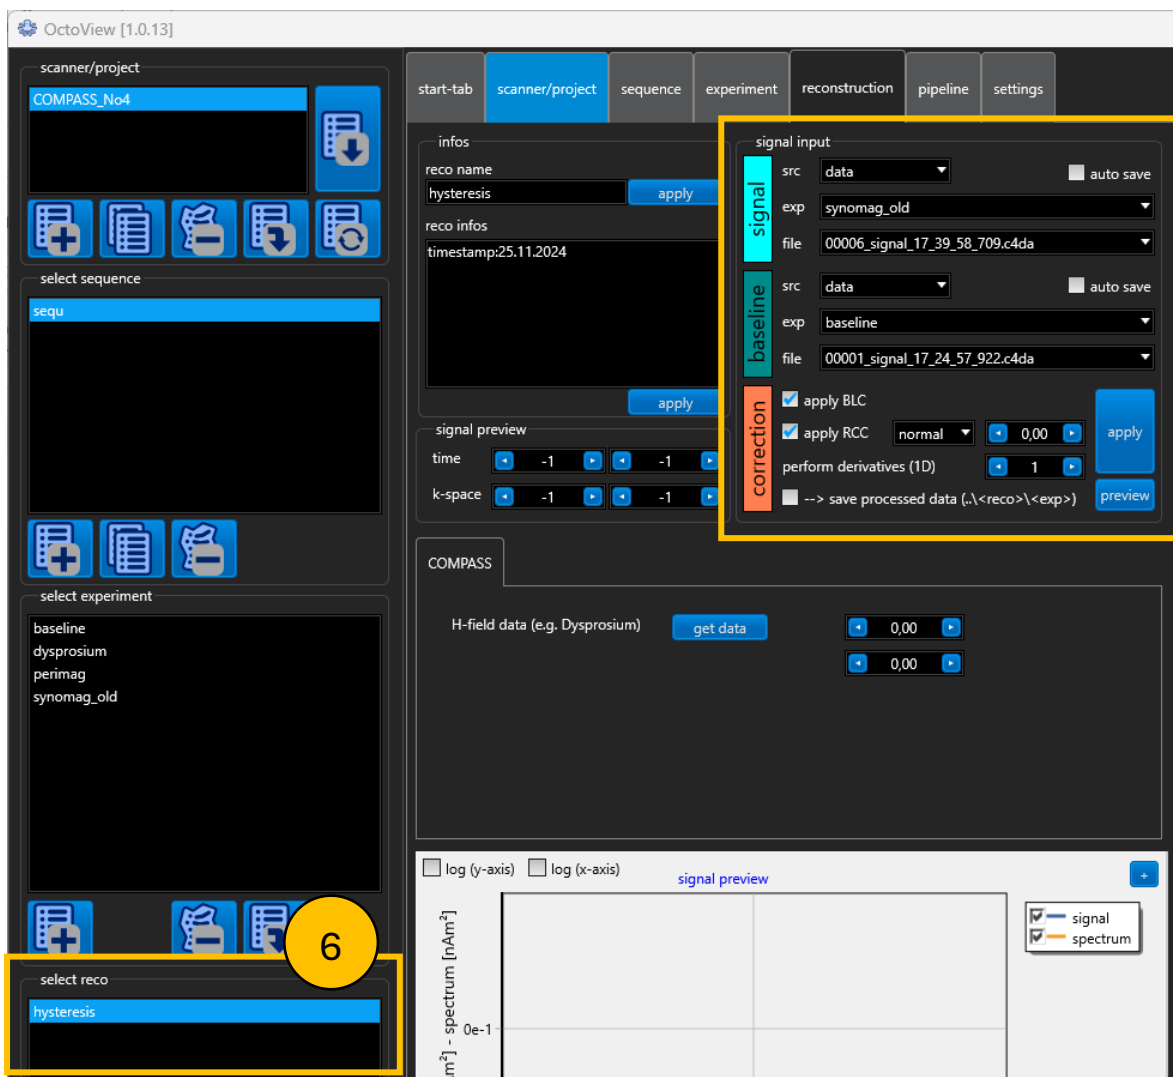 OctoView [1.0.13]
scanner/project
COMPASS_No4
select sequence
sequ
select experiment
baseline
dysprosium
perimag
synomag_old
6
select reco
hysteresis
start-tab scanner/project sequence experiment reconstruction pipeline settings
infos
reco name
hysteresis apply
reco infos
timestamp:25.11.2024
apply
signal preview
time -1 -1
k-space -1 -1
signal input
signal
src data auto save
exp synomag_old
file 00006_signal_17_39_58_709.c4da
baseline
src data auto save
exp baseline
file 00001_signal_17_24_57_922.c4da
correction
apply BLC
apply RCC normal 0,00 apply
perform derivatives (1D) 1
--> save processed data (..\<reco>\<exp>) preview
COMPASS
H-field data (e.g. Dysprosium) get data 0,00
0,00
log (y-axis) log (x-axis)
signal preview
+
signal
spectrum
m²] - spectrum [nAm²]
0e-1